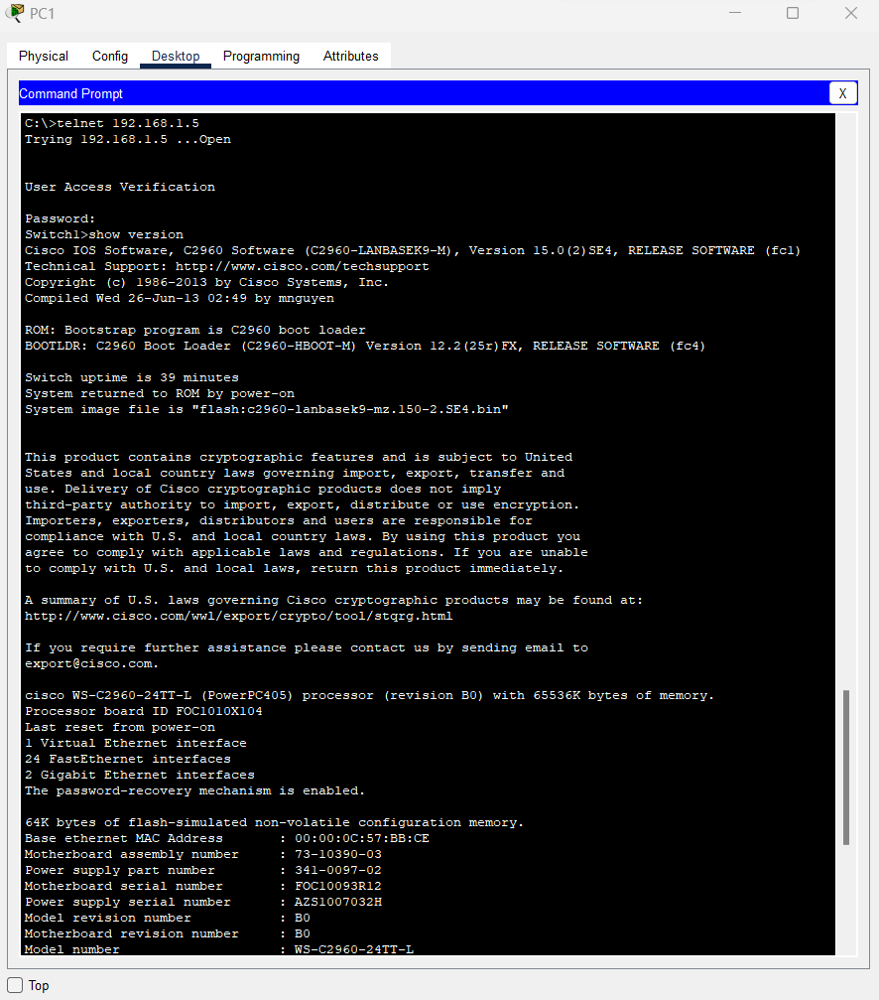 PC1
Physical Config Desktop Programming Attributes
Command Prompt
X
C:\>telnet 192.168.1.5
Trying 192.168.1.5 ...Open
User Access Verification
Password:
Switch1>show version
Cisco IOS Software, C2960 Software (C2960-LANBASEK9-M), Version 15.0(2)SE4, RELEASE SOFTWARE (fc1)
Technical Support: http://www.cisco.com/techsupport
Copyright (c) 1986-2013 by Cisco Systems, Inc.
Compiled Wed 26-Jun-13 02:49 by mnguyen
ROM: Bootstrap program is C2960 boot loader
BOOTLDR: C2960 Boot Loader (C2960-HBOOT-M) Version 12.2(25r)FX, RELEASE SOFTWARE (fc4)
Switch uptime is 39 minutes
System returned to ROM by power-on
System image file is "flash:c2960-lanbasek9-mz.150-2.SE4.bin"
This product contains cryptographic features and is subject to United
States and local country laws governing import, export, transfer and
use. Delivery of Cisco cryptographic products does not imply
third-party authority to import, export, distribute or use encryption.
Importers, exporters, distributors and users are responsible for
compliance with U.S. and local country laws. By using this product you
agree to comply with applicable laws and regulations. If you are unable
to comply with U.S. and local laws, return this product immediately.
A summary of U.S. laws governing Cisco cryptographic products may be found at:
http://www.cisco.com/wwl/export/crypto/tool/stqrg.html
If you require further assistance please contact us by sending email to
export@cisco.com.
cisco WS-C2960-24TT-L (PowerPC405) processor (revision B0) with 65536K bytes of memory.
Processor board ID FOC1010X104
Last reset from power-on
1 Virtual Ethernet interface
24 FastEthernet interfaces
2 Gigabit Ethernet interfaces
The password-recovery mechanism is enabled.
64K bytes of flash-simulated non-volatile configuration memory.
Base ethernet MAC Address : 00:00:0C:57:BB:CE
Motherboard assembly number : 73-10390-03
Power supply part number : 341-0097-02
Motherboard serial number : FOC10093R12
Power supply serial number : AZS1007032H
Model revision number : B0
Motherboard revision number : B0
Model number : WS-C2960-24TT-L
Top